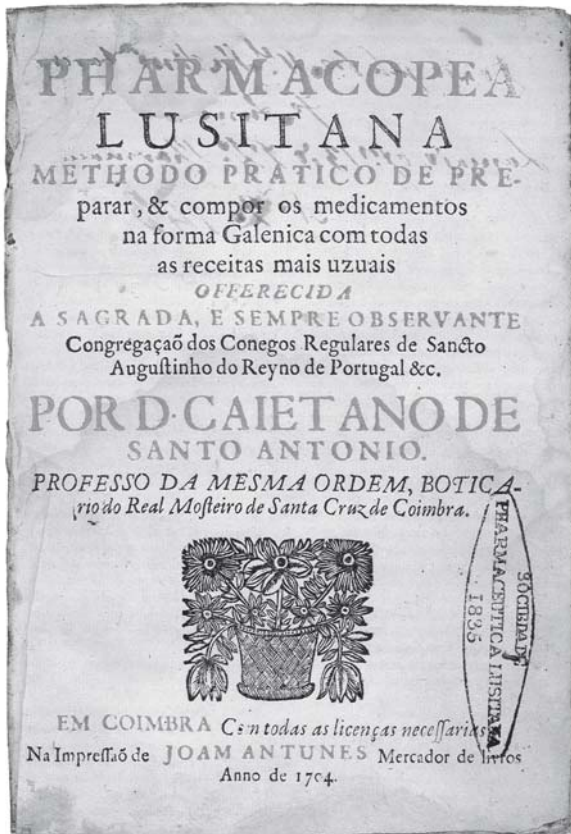 PHARMACOPEA
LUSITANA
METHODO PRATICO DE PRE-
parar, & compor os medicamentos
na forma Galenica com todas
as receitas mais uzuais
OFFERECIDA
A SAGRADA, E SEMPRE OBSERVANTE
Congregaçaõ dos Conegos Regulares de Sancto
Auguſtinho do Reyno de Portugal &c.
POR D. CAIETANO DE
SANTO ANTONIO.
PROFESSO DA MESMA ORDEM, BOTICA-
rio do Real Moſteiro de Santa Cruz de Coimbra.
EM COIMBRA Com todas as licenças neceſſarias
Na Impreſſaõ de JOAM ANTUNES Mercador de livros
Anno de 1704.
SOCIEDADE
PHARMACEUTICA LUSITANA
1835